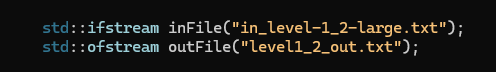 std::ifstream inFile("in_level-1_2-large.txt");
std::ofstream outFile("level1_2_out.txt");